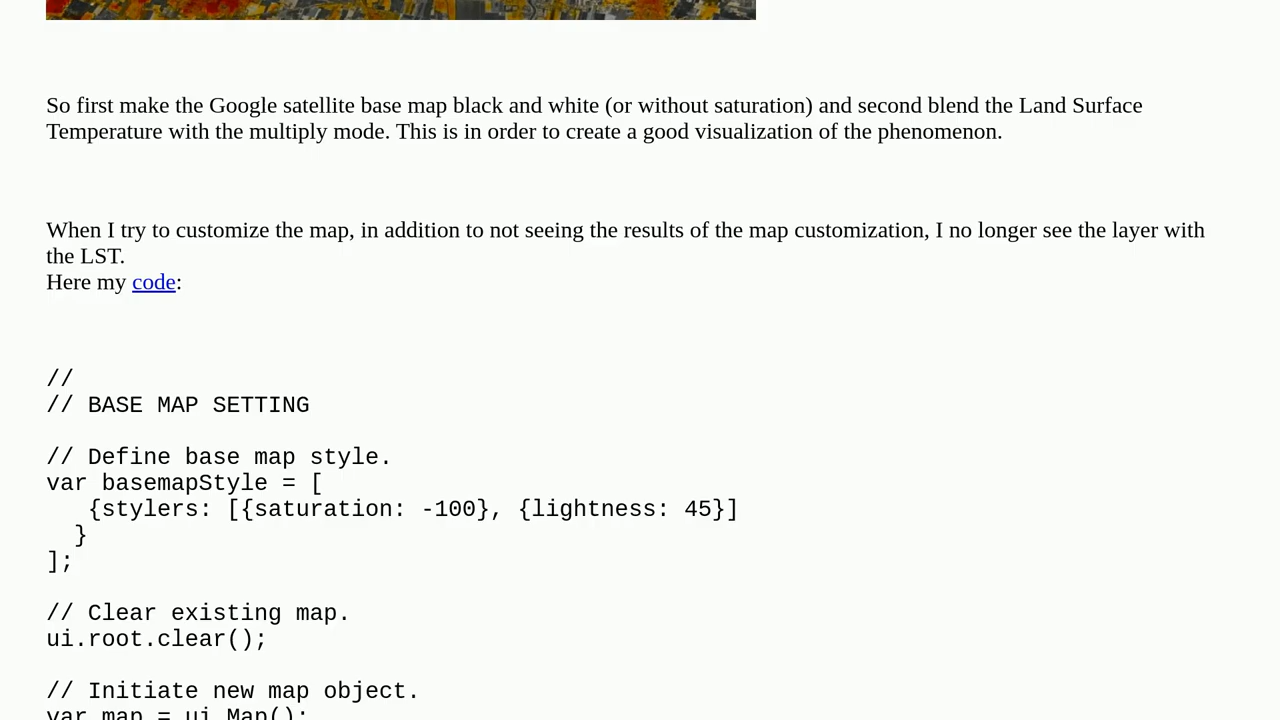 So first make the Google satellite base map black and white (or without saturation) and second blend the Land Surface
Temperature with the multiply mode. This is in order to create a good visualization of the phenomenon.
When I try to customize the map, in addition to not seeing the results of the map customization, I no longer see the layer with
the LST.
Here my code:
//
// BASE MAP SETTING
// Define base map style.
var basemapStyle = [
   {stylers: [{saturation: -100}, {lightness: 45}]
  }
];
// Clear existing map.
ui.root.clear();
// Initiate new map object.
var map = ui.Map();